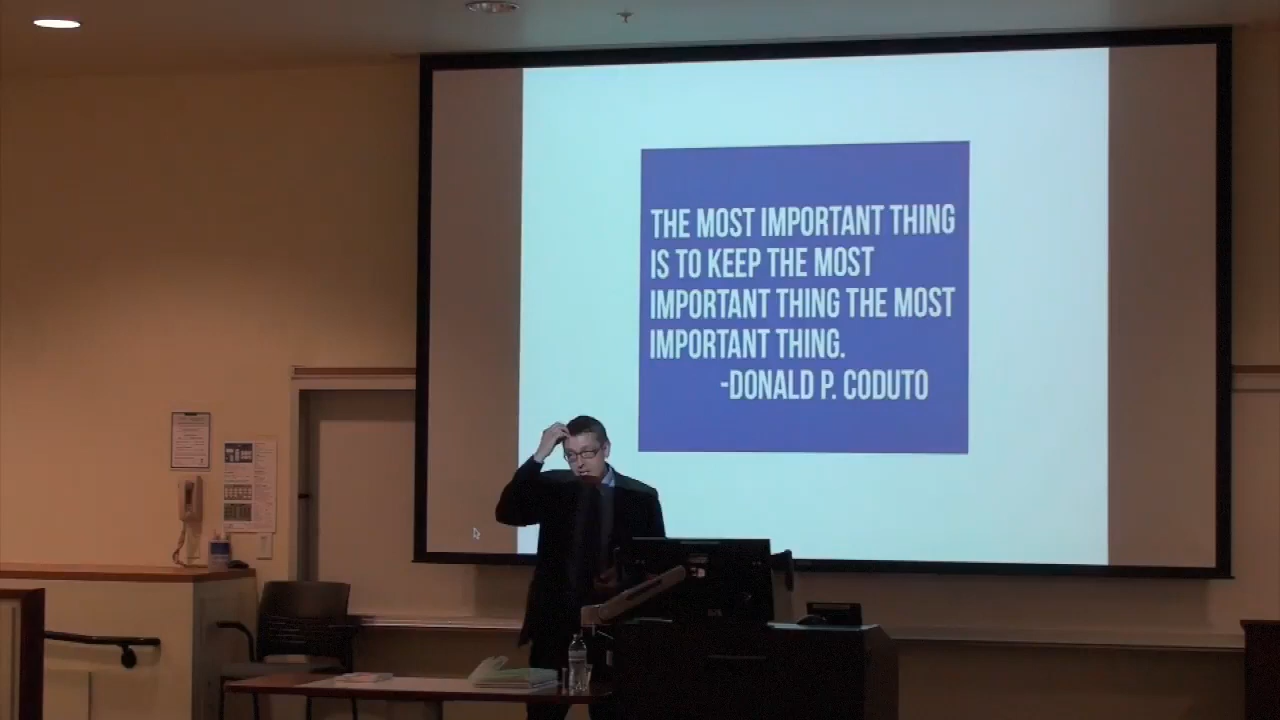 THE MOST IMPORTANT THING
IS TO KEEP THE MOST
IMPORTANT THING THE MOST
IMPORTANT THING.
-DONALD P. CODUTO